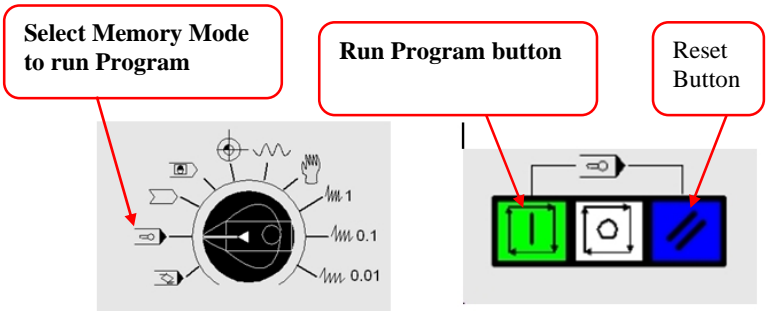 Select Memory Mode
to run Program
Run Program button
Reset
Button
1
0.1
0.01